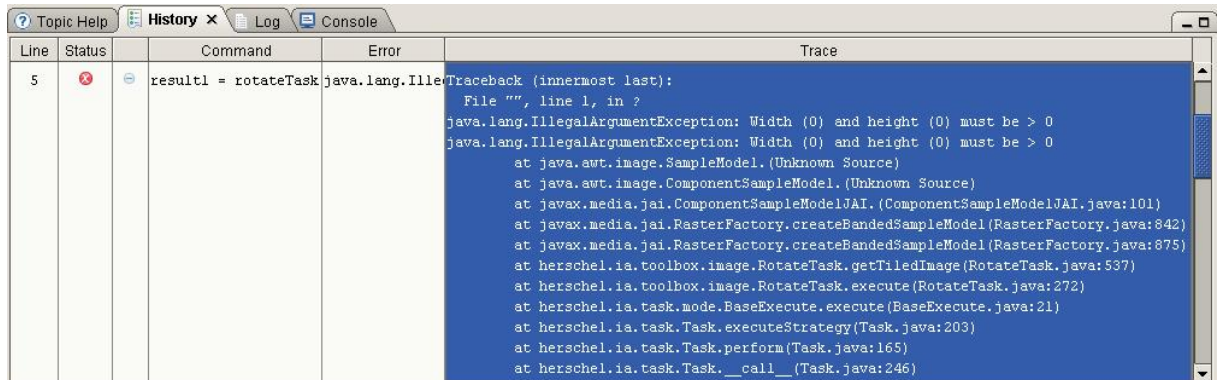 Topic Help History Log Console
Line Status Command Error Trace
5 result1 = rotateTask java.lang.Ille Traceback (innermost last):
File "", line 1, in ?
java.lang.IllegalArgumentException: Width (0) and height (0) must be > 0
java.lang.IllegalArgumentException: Width (0) and height (0) must be > 0
at java.awt.image.SampleModel.(Unknown Source)
at java.awt.image.ComponentSampleModel.(Unknown Source)
at javax.media.jai.ComponentSampleModelJAI.(ComponentSampleModelJAI.java:101)
at javax.media.jai.RasterFactory.createBandedSampleModel(RasterFactory.java:842)
at javax.media.jai.RasterFactory.createBandedSampleModel(RasterFactory.java:875)
at herschel.ia.toolbox.image.RotateTask.getTiledImage(RotateTask.java:537)
at herschel.ia.toolbox.image.RotateTask.execute(RotateTask.java:272)
at herschel.ia.task.mode.BaseExecute.execute(BaseExecute.java:21)
at herschel.ia.task.Task.executeStrategy(Task.java:203)
at herschel.ia.task.Task.perform(Task.java:165)
at herschel.ia.task.Task.__call__(Task.java:246)